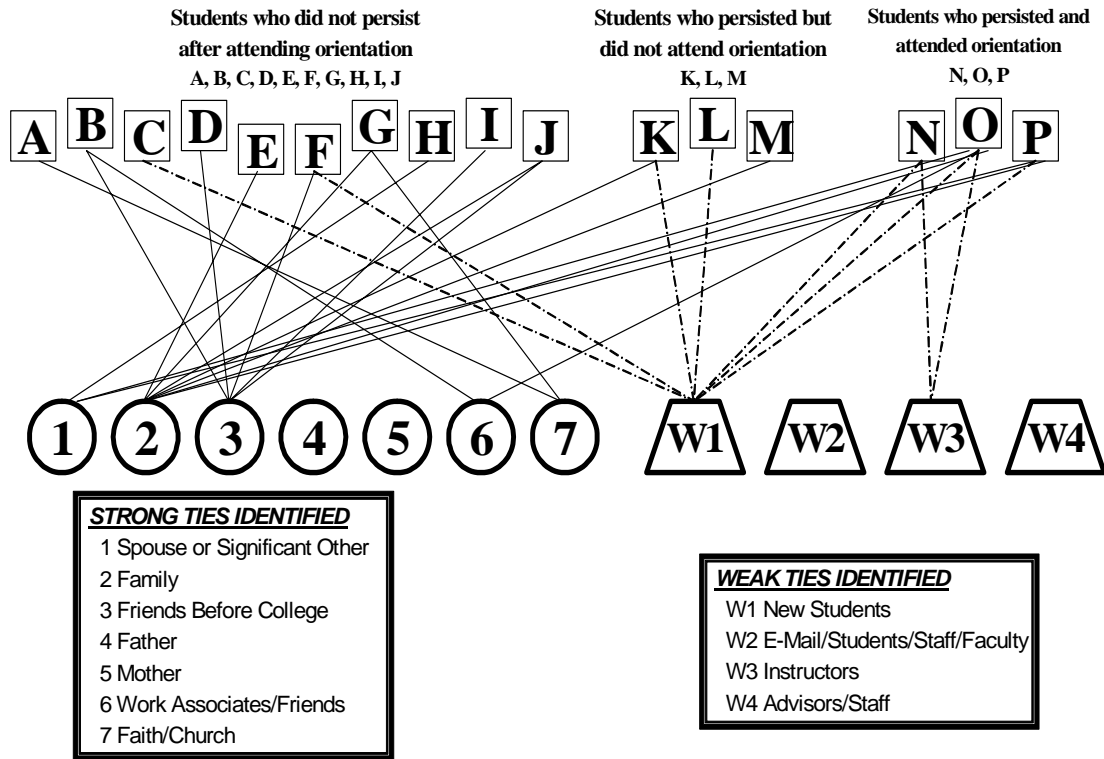 Students who did not persist
after attending orientation
A, B, C, D, E, F, G, H, I, J
Students who persisted but
did not attend orientation
K, L, M
Students who persisted and
attended orientation
N, O, P
A B C D E F G H I J K L M N O P
1 2 3 4 5 6 7 W1 W2 W3 W4
STRONG TIES IDENTIFIED
1 Spouse or Significant Other
2 Family
3 Friends Before College
4 Father
5 Mother
6 Work Associates/Friends
7 Faith/Church
WEAK TIES IDENTIFIED
W1 New Students
W2 E-Mail/Students/Staff/Faculty
W3 Instructors
W4 Advisors/Staff